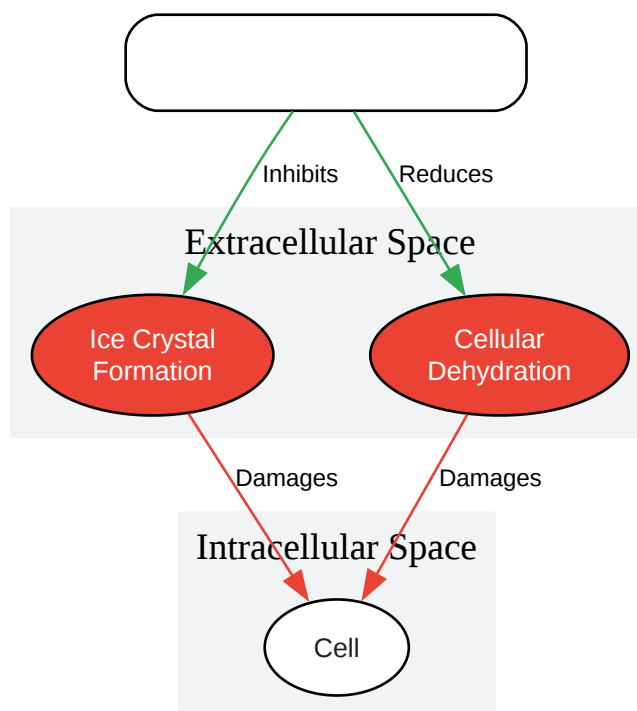 Inhibits
Reduces
Extracellular Space
Ice Crystal
Formation
Cellular
Dehydration
Damages
Damages
Intracellular Space
Cell